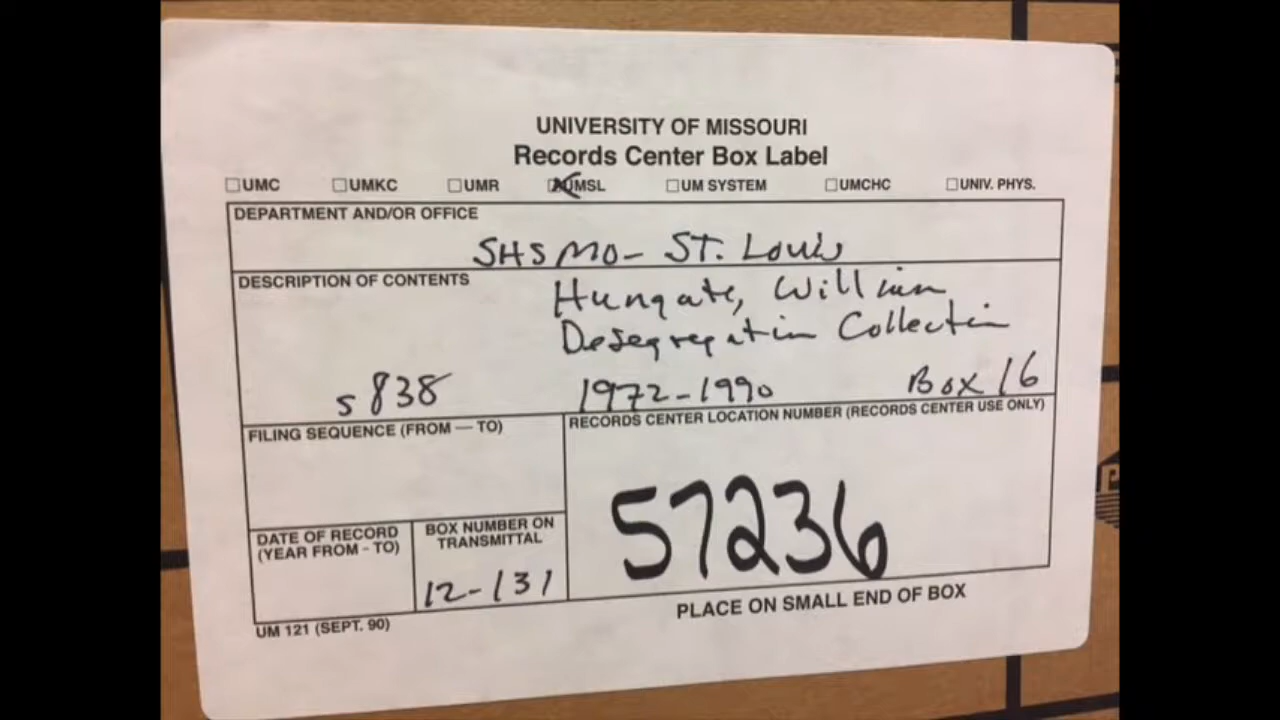 UNIVERSITY OF MISSOURI
Records Center Box Label
☐UMC ☐UMKC ☐UMR ☒UMSL ☐UM SYSTEM ☐UMCHC ☐UNIV. PHYS.
DEPARTMENT AND/OR OFFICE
SHSMO- ST. Louis
DESCRIPTION OF CONTENTS
Hungate, William
Desegregation Collection
S838 1972-1990 Box 16
FILING SEQUENCE (FROM — TO)
RECORDS CENTER LOCATION NUMBER (RECORDS CENTER USE ONLY)
57236
DATE OF RECORD
(YEAR FROM - TO)
BOX NUMBER ON
TRANSMITTAL
12-131
PLACE ON SMALL END OF BOX
UM 121 (SEPT. 90)